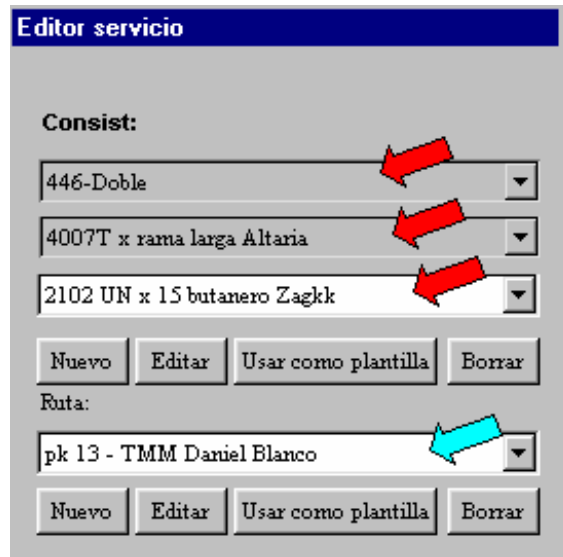 Editor servicio
Consist:
446-Doble
4007T x rama larga Altaria
2102 UN x 15 butanero Zagkk
Nuevo Editar Usar como plantilla Borrar
Ruta:
pk 13 - TMM Daniel Blanco
Nuevo Editar Usar como plantilla Borrar